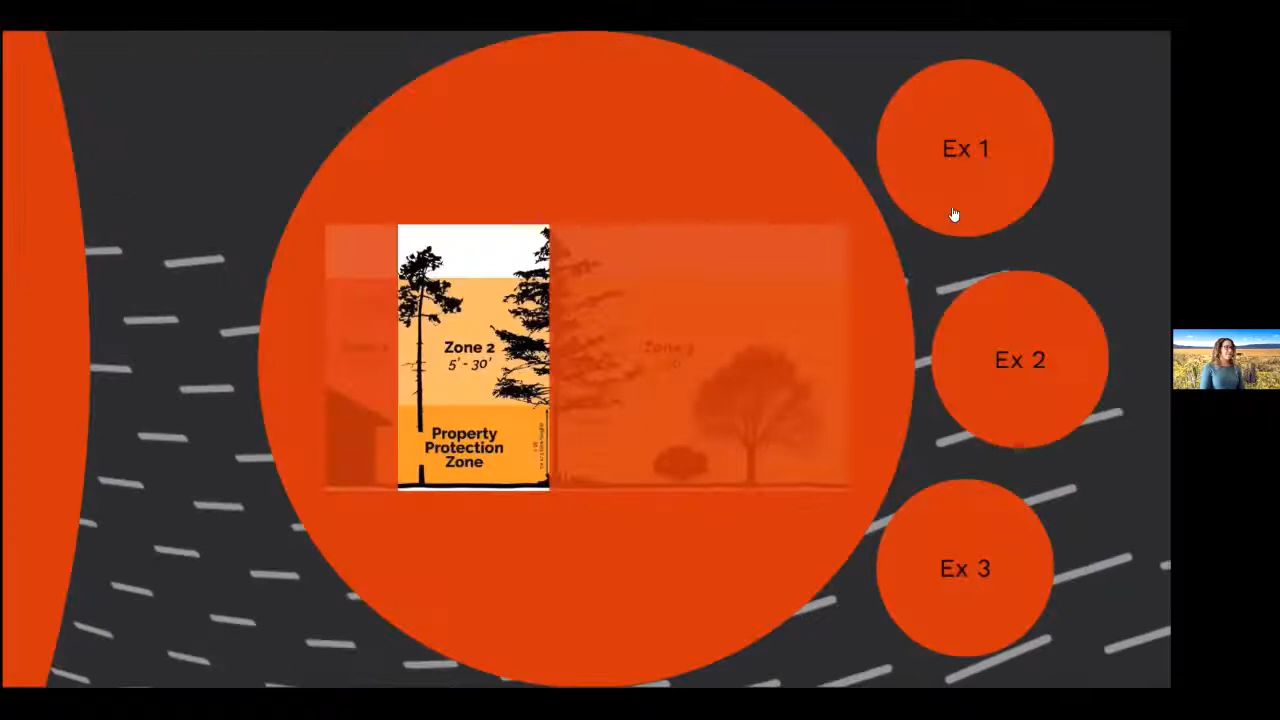 Ex 1
Zone 2
5' - 30'
Ex 2
Property
Protection
Zone
Ex 3